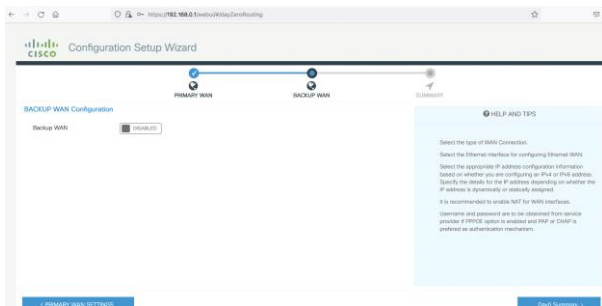 https://192.168.0.1/webui/#/dayZeroRouting
CISCO
Configuration Setup Wizard
PRIMARY WAN
BACKUP WAN
SUMMARY
BACKUP WAN Configuration
Backup WAN
DISABLED
HELP AND TIPS
Select the type of WAN Connection.
Select the Ethernet interface for configuring Ethernet WAN.
Select the appropriate IP address configuration information
based on whether you are configuring an IPv4 or IPv6 address.
Specify the details for the IP address depending on whether the
IP address is dynamically or statically assigned.
It is recommended to enable NAT for WAN interfaces.
Username and password are to be obtained from service
provider if PPPOE option is enabled and PAP or CHAP is
prefered as authentication mechanism.
< PRIMARY WAN SETTINGS
Day0 Summary >